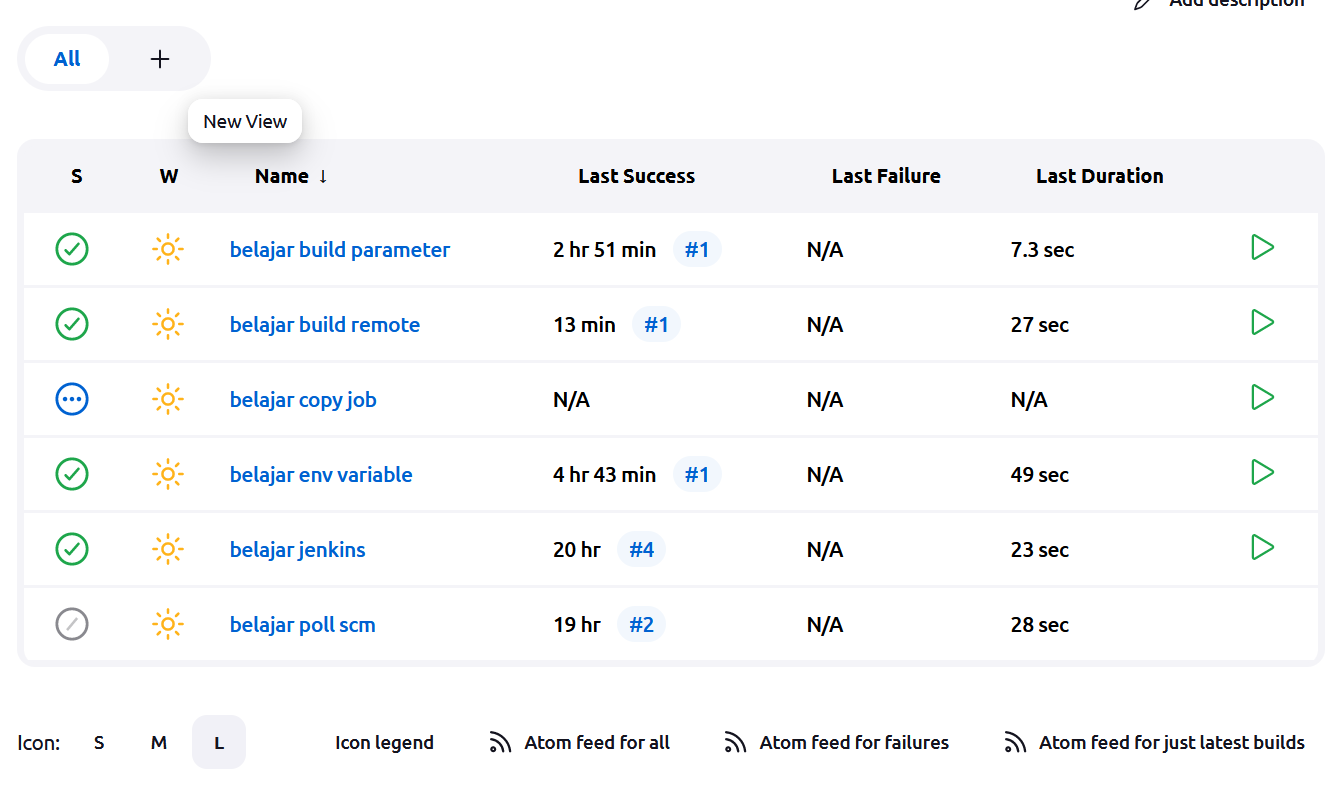 Add description
All +
New View
S W Name ↓ Last Success Last Failure Last Duration
belajar build parameter 2 hr 51 min #1 N/A 7.3 sec
belajar build remote 13 min #1 N/A 27 sec
belajar copy job N/A N/A N/A
belajar env variable 4 hr 43 min #1 N/A 49 sec
belajar jenkins 20 hr #4 N/A 23 sec
belajar poll scm 19 hr #2 N/A 28 sec
Icon: S M L Icon legend Atom feed for all Atom feed for failures Atom feed for just latest builds